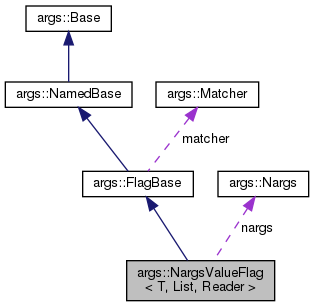 args::Base
args::NamedBase
args::Matcher
matcher
args::FlagBase
args::Nargs
nargs
args::NargsValueFlag
< T, List, Reader >